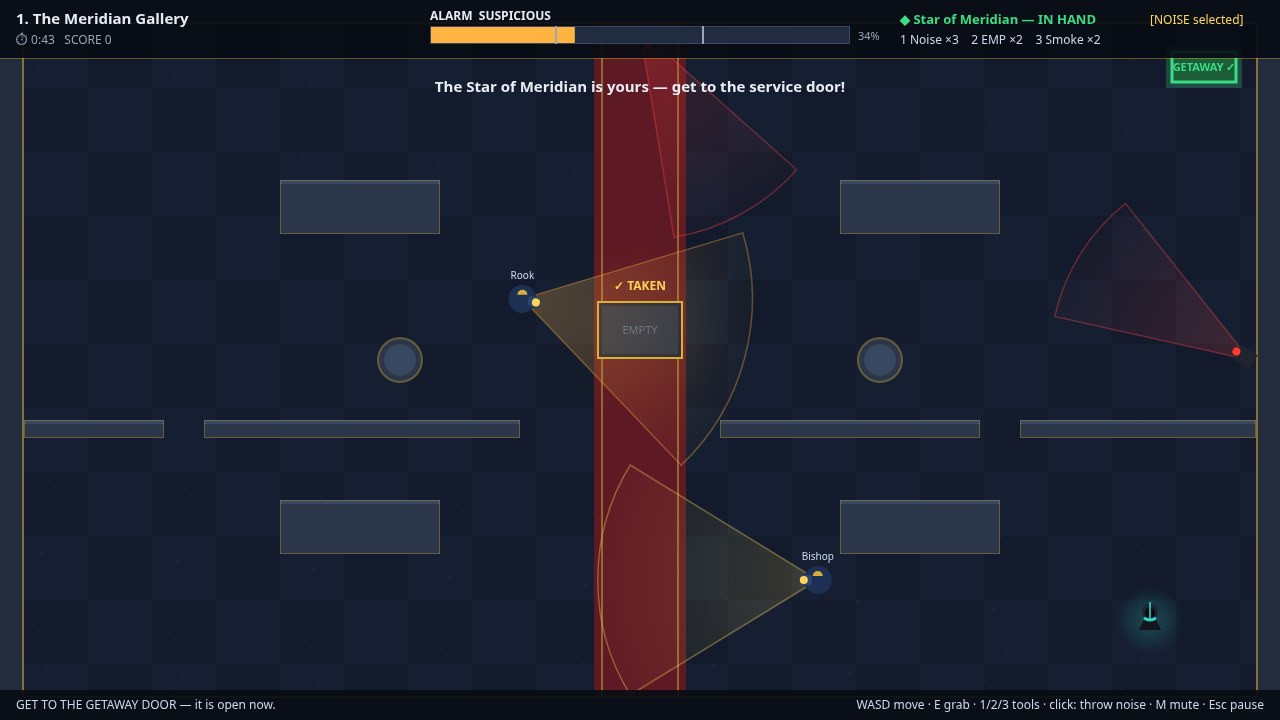 1. The Meridian Gallery
ALARM SUSPICIOUS
◆ Star of Meridian — IN HAND
[NOISE selected]
⏱ 0:43 SCORE 0
34%
1 Noise ×3 2 EMP ×2 3 Smoke ×2
GETAWAY ✓
The Star of Meridian is yours — get to the service door!
Rook
✓ TAKEN
EMPTY
Bishop
GET TO THE GETAWAY DOOR — it is open now.
WASD move · E grab · 1/2/3 tools · click: throw noise · M mute · Esc pause